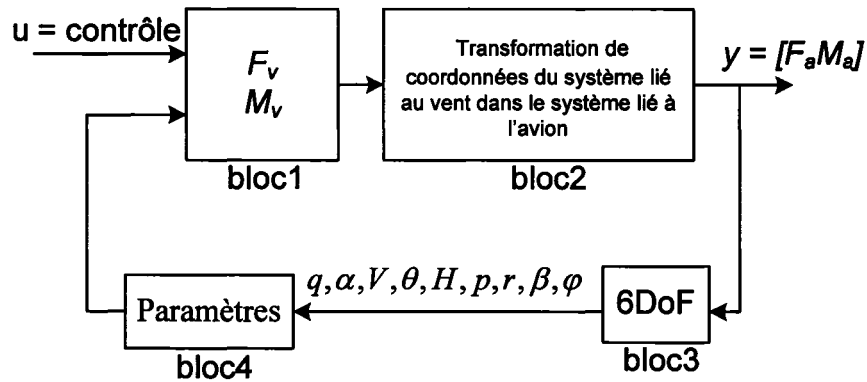 u = contrôle
F_v
M_v
bloc1
Transformation de
coordonnées du système lié
au vent dans le système lié à
l'avion
bloc2
y = [F_aM_a]
q, α, V, θ, H, p, r, β, φ
Paramètres
bloc4
6DoF
bloc3